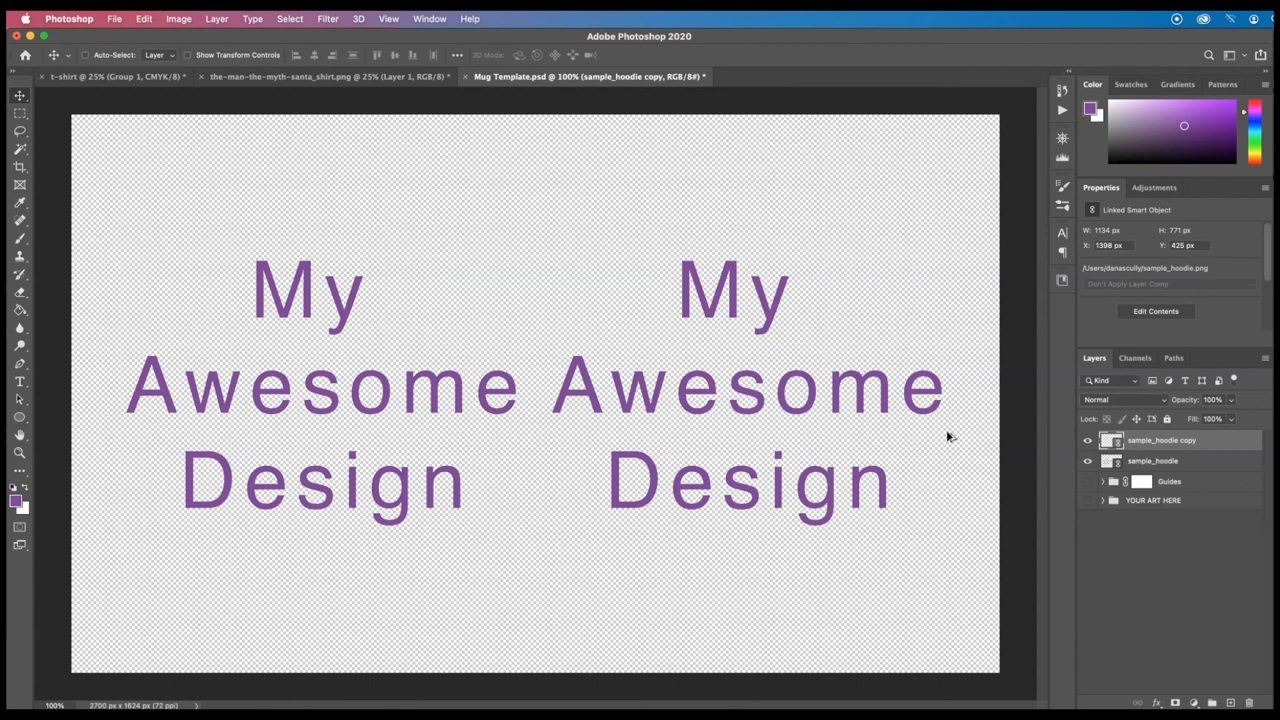 Photoshop File Edit Image Layer Type Select Filter 3D View Window Help
Adobe Photoshop 2020
Auto-Select: Layer Show Transform Controls 3D Mode:
t-shirt @ 25% (Group 1, CMYK/8) * the-man-the-myth-santa_shirt.png @ 25% (Layer 1, RGB/8) * Mug Template.psd @ 100% (sample_hoodie copy, RGB/8#) *
Color Swatches Gradients Patterns
Properties Adjustments
Linked Smart Object
W: 1134 px H: 771 px
X: 1398 px Y: 425 px
/Users/danascully/sample_hoodie.png
Don't Apply Layer Comp
Edit Contents
Layers Channels Paths
Kind
Normal Opacity: 100%
Lock: Fill: 100%
sample_hoodie copy
sample_hoodie
Guides
YOUR ART HERE
My
Awesome
Design
My
Awesome
Design
100% 2700 px x 1624 px (72 ppi)